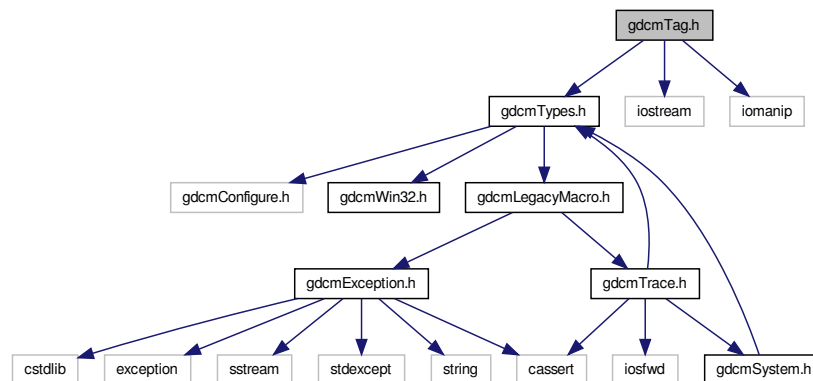 gdcmTag.h
gdcmTypes.h
iostream
iomanip
gdcmConfigure.h
gdcmWin32.h
gdcmLegacyMacro.h
gdcmException.h
gdcmTrace.h
cstdlib
exception
sstream
stdexcept
string
cassert
iosfwd
gdcmSystem.h